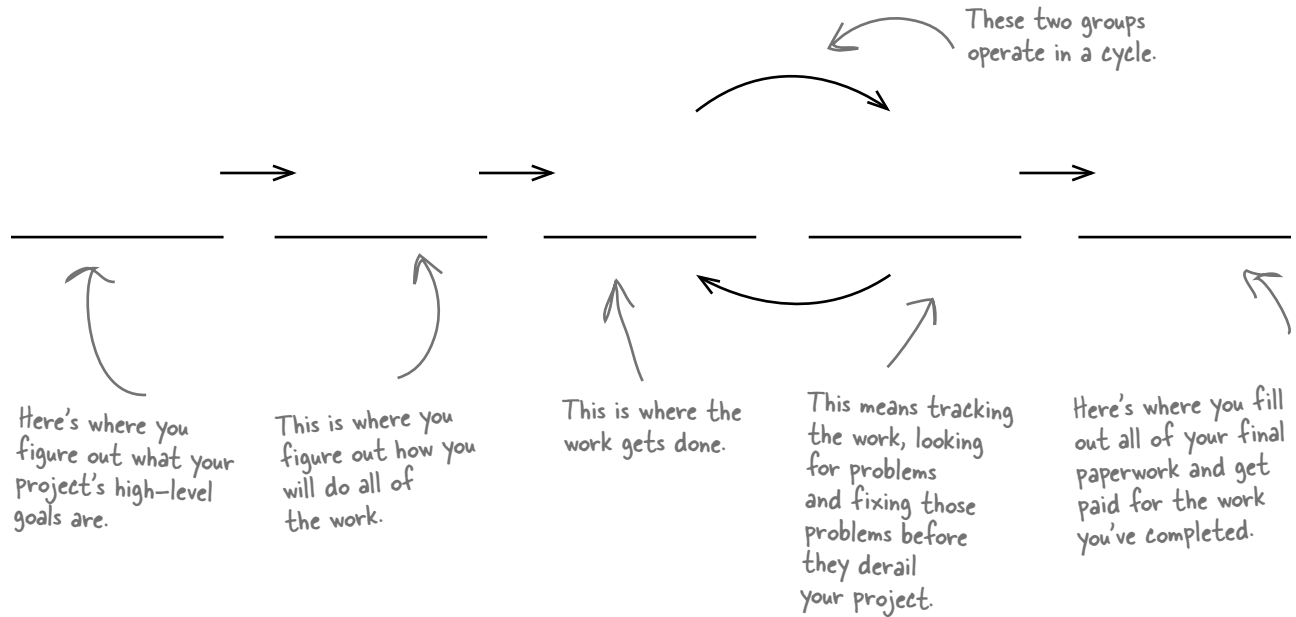 These two groups
operate in a cycle.
Here's where you
figure out what your
project's high-level
goals are.
This is where you
figure out how you
will do all of
the work.
This is where the
work gets done.
This means tracking
the work, looking
for problems
and fixing those
problems before
they derail
your project.
Here's where you fill
out all of your final
paperwork and get
paid for the work
you've completed.